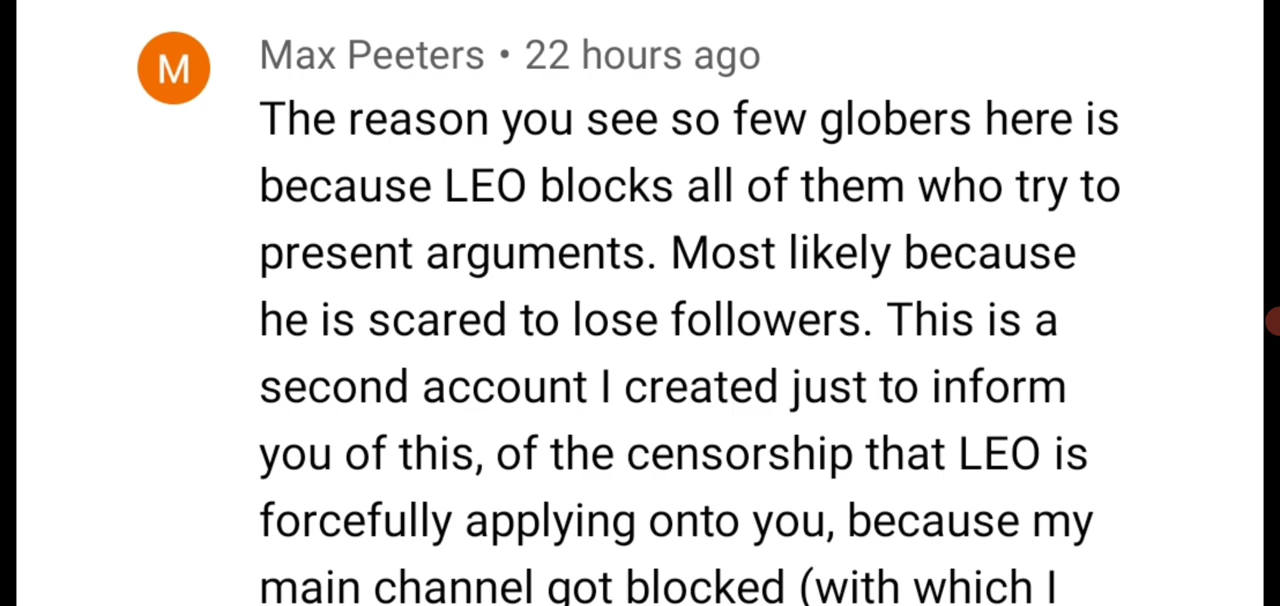 M
Max Peeters • 22 hours ago
The reason you see so few globers here is
because LEO blocks all of them who try to
present arguments. Most likely because
he is scared to lose followers. This is a
second account I created just to inform
you of this, of the censorship that LEO is
forcefully applying onto you, because my
main channel got blocked (with which I